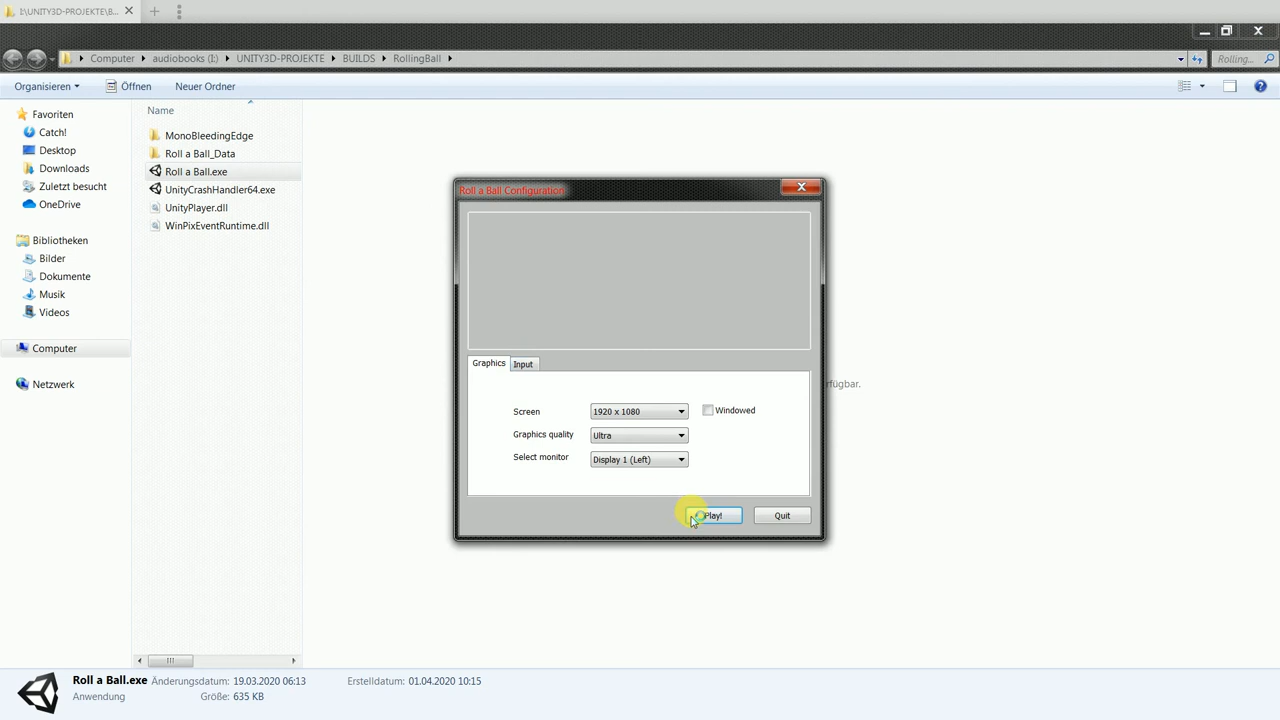 I:\UNITY3D-PROJEKTE\B...
Computer audiobooks (I:) UNITY3D-PROJEKTE BUILDS RollingBall
Rolling...
Organisieren Öffnen Neuer Ordner
Favoriten
Catch!
Desktop
Downloads
Zuletzt besucht
OneDrive
Bibliotheken
Bilder
Dokumente
Musik
Videos
Computer
Netzwerk
Name
MonoBleedingEdge
Roll a Ball_Data
Roll a Ball.exe
UnityCrashHandler64.exe
UnityPlayer.dll
WinPixEventRuntime.dll
rfügbar.
Roll a Ball Configuration
Graphics Input
Screen 1920 x 1080 Windowed
Graphics quality Ultra
Select monitor Display 1 (Left)
Play! Quit
Roll a Ball.exe Änderungsdatum: 19.03.2020 06:13 Erstelldatum: 01.04.2020 10:15
Anwendung Größe: 635 KB